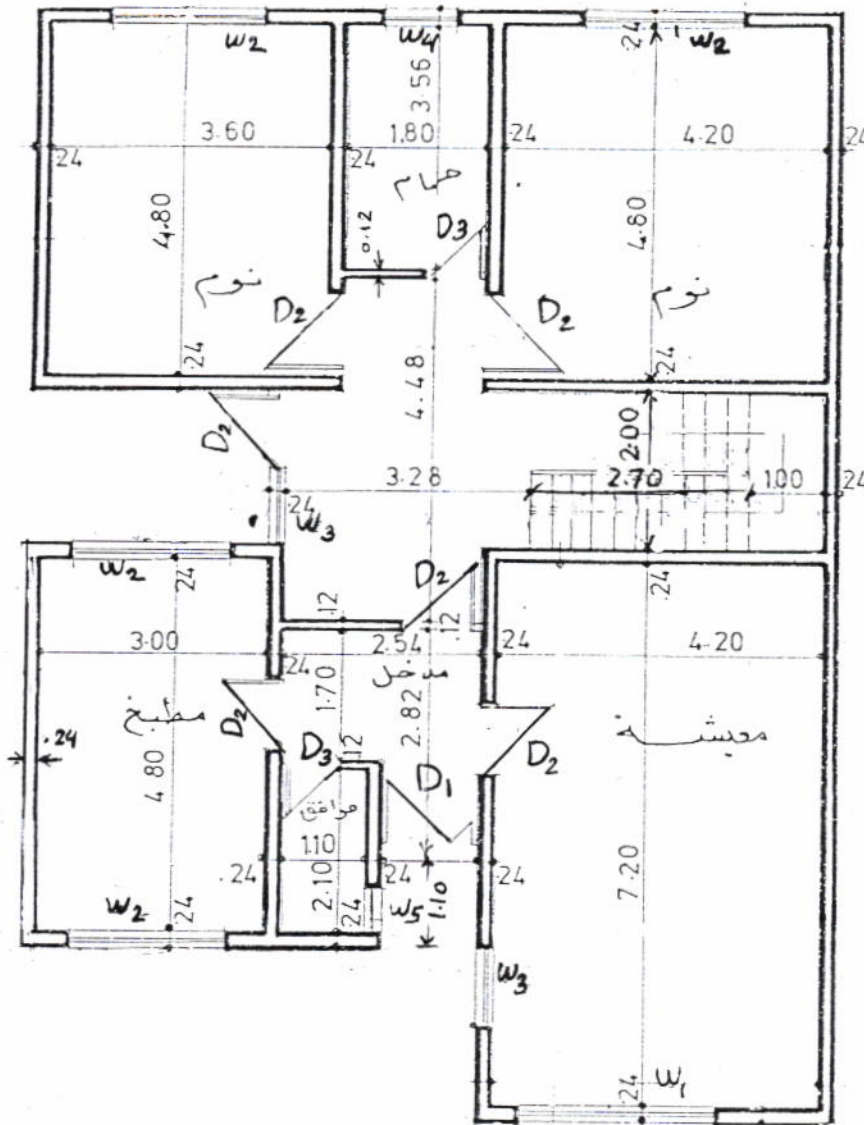 W2 W4 24 W2
3.56
3.60 1.80 24 4.20
24 24 24
حمام
4.80 0.12 D3 4.80
نوم نوم
D2 D2
24 24
4.48
D2 2.00
3.28 2.70 1.00 24
24 W3
W2 24 D2 24
12 12
3.00 2.54 24 4.20
24 مدخل
مطبخ 1.70 2.82 معيشة
D2 D3 12 D1 D2
.24 4.80 مرافق
1.10
24 24 24 7.20
2.10 1.10
W2 24 24 W5
W3
24 W1